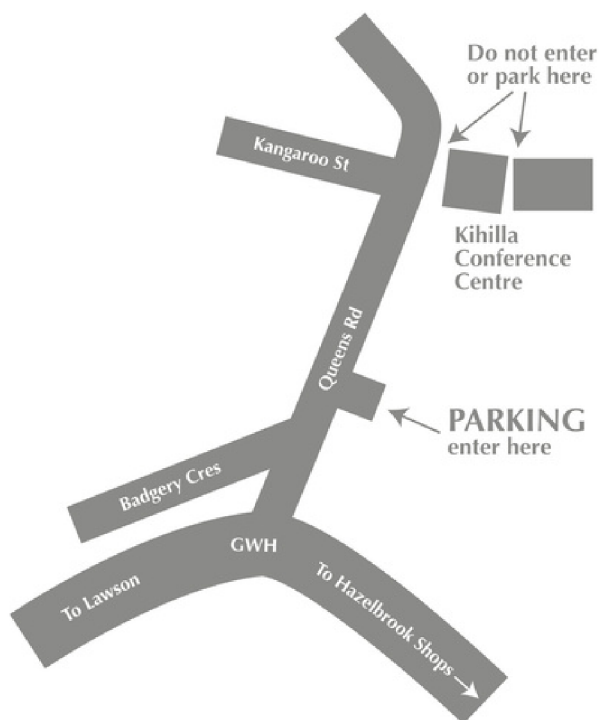 Do not enter
or park here
Kangaroo St
Kihilla
Conference
Centre
Queens Rd
PARKING
enter here
Badgery Cres
GWH
To Lawson
To Hazelbrook Shops